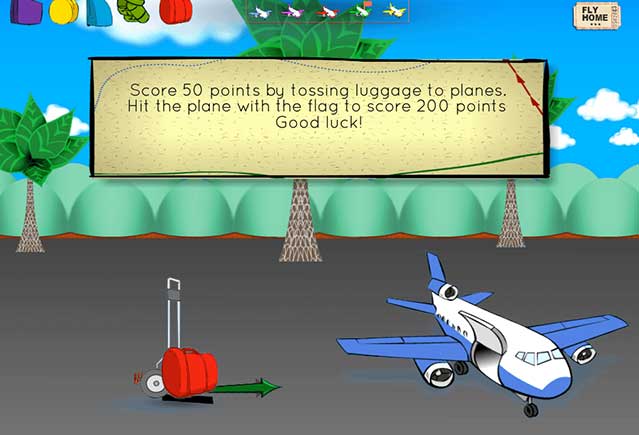 FLY
HOME
Score 50 points by tossing luggage to planes.
Hit the plane with the flag to score 200 points
Good luck!